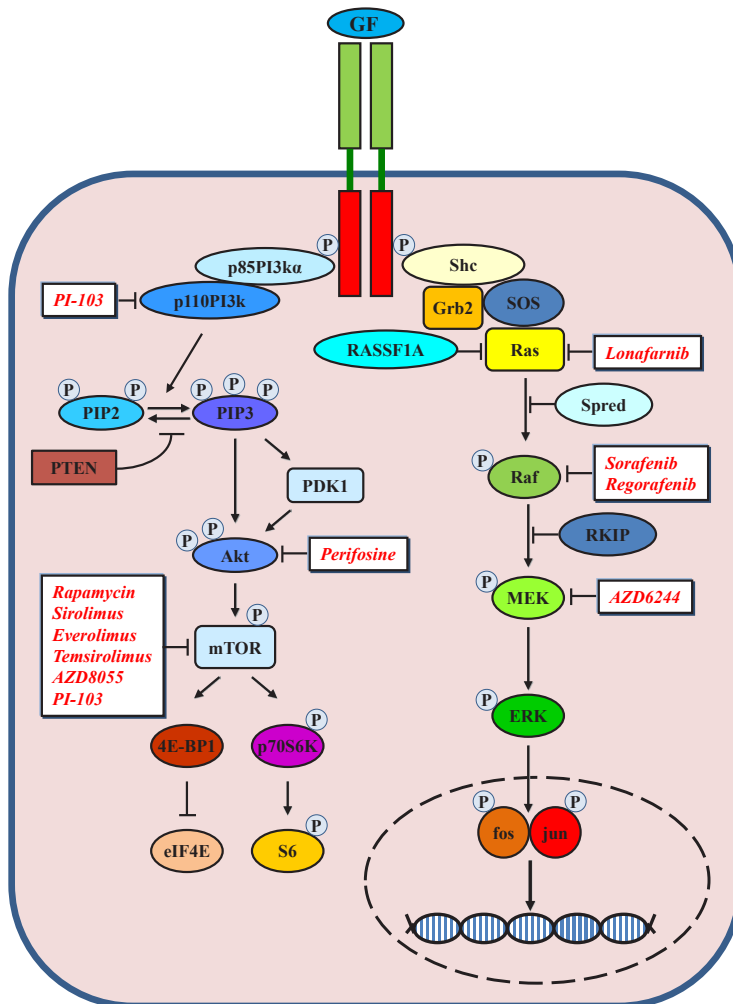 GF
P
P
p85PI3kα
Shc
PI-103
p110PI3k
Grb2
SOS
RASSF1A
Ras
Lonafarnib
P
P
P
P
P
PIP2
PIP3
Spred
PTEN
PDK1
P
Raf
Sorafenib
Regorafenib
P
P
Akt
Perifosine
RKIP
P
MEK
AZD6244
Rapamycin
Sirolimus
Everolimus
Temsirolimus
AZD8055
PI-103
P
mTOR
P
ERK
4E-BP1
P
p70S6K
P
P
fos
jun
eIF4E
P
S6